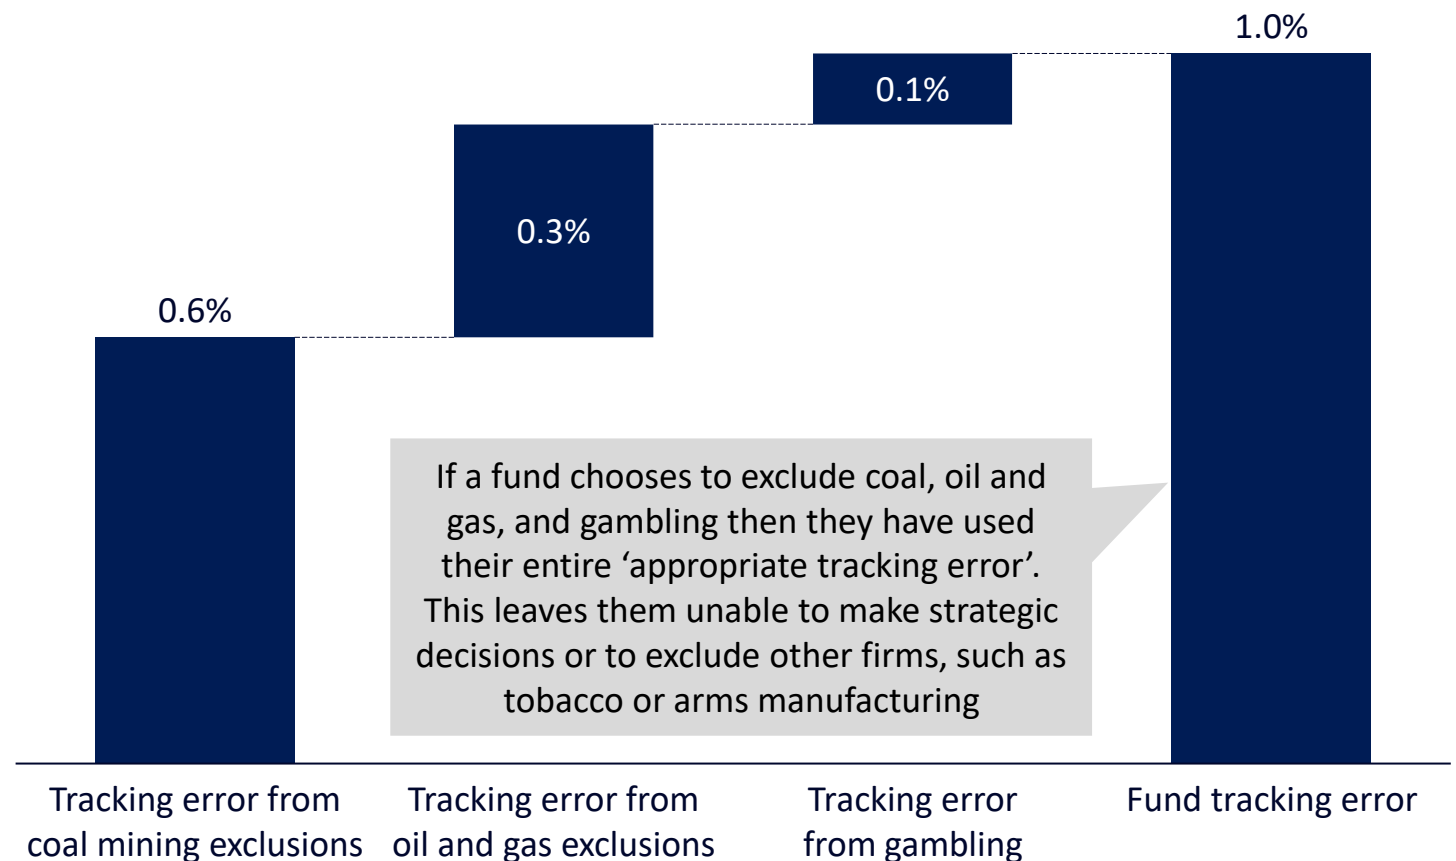 1.0%
0.1%
0.3%
0.6%
If a fund chooses to exclude coal, oil and
gas, and gambling then they have used
their entire ‘appropriate tracking error’.
This leaves them unable to make strategic
decisions or to exclude other firms, such as
tobacco or arms manufacturing
Tracking error from
coal mining exclusions
Tracking error from
oil and gas exclusions
Tracking error
from gambling
Fund tracking error